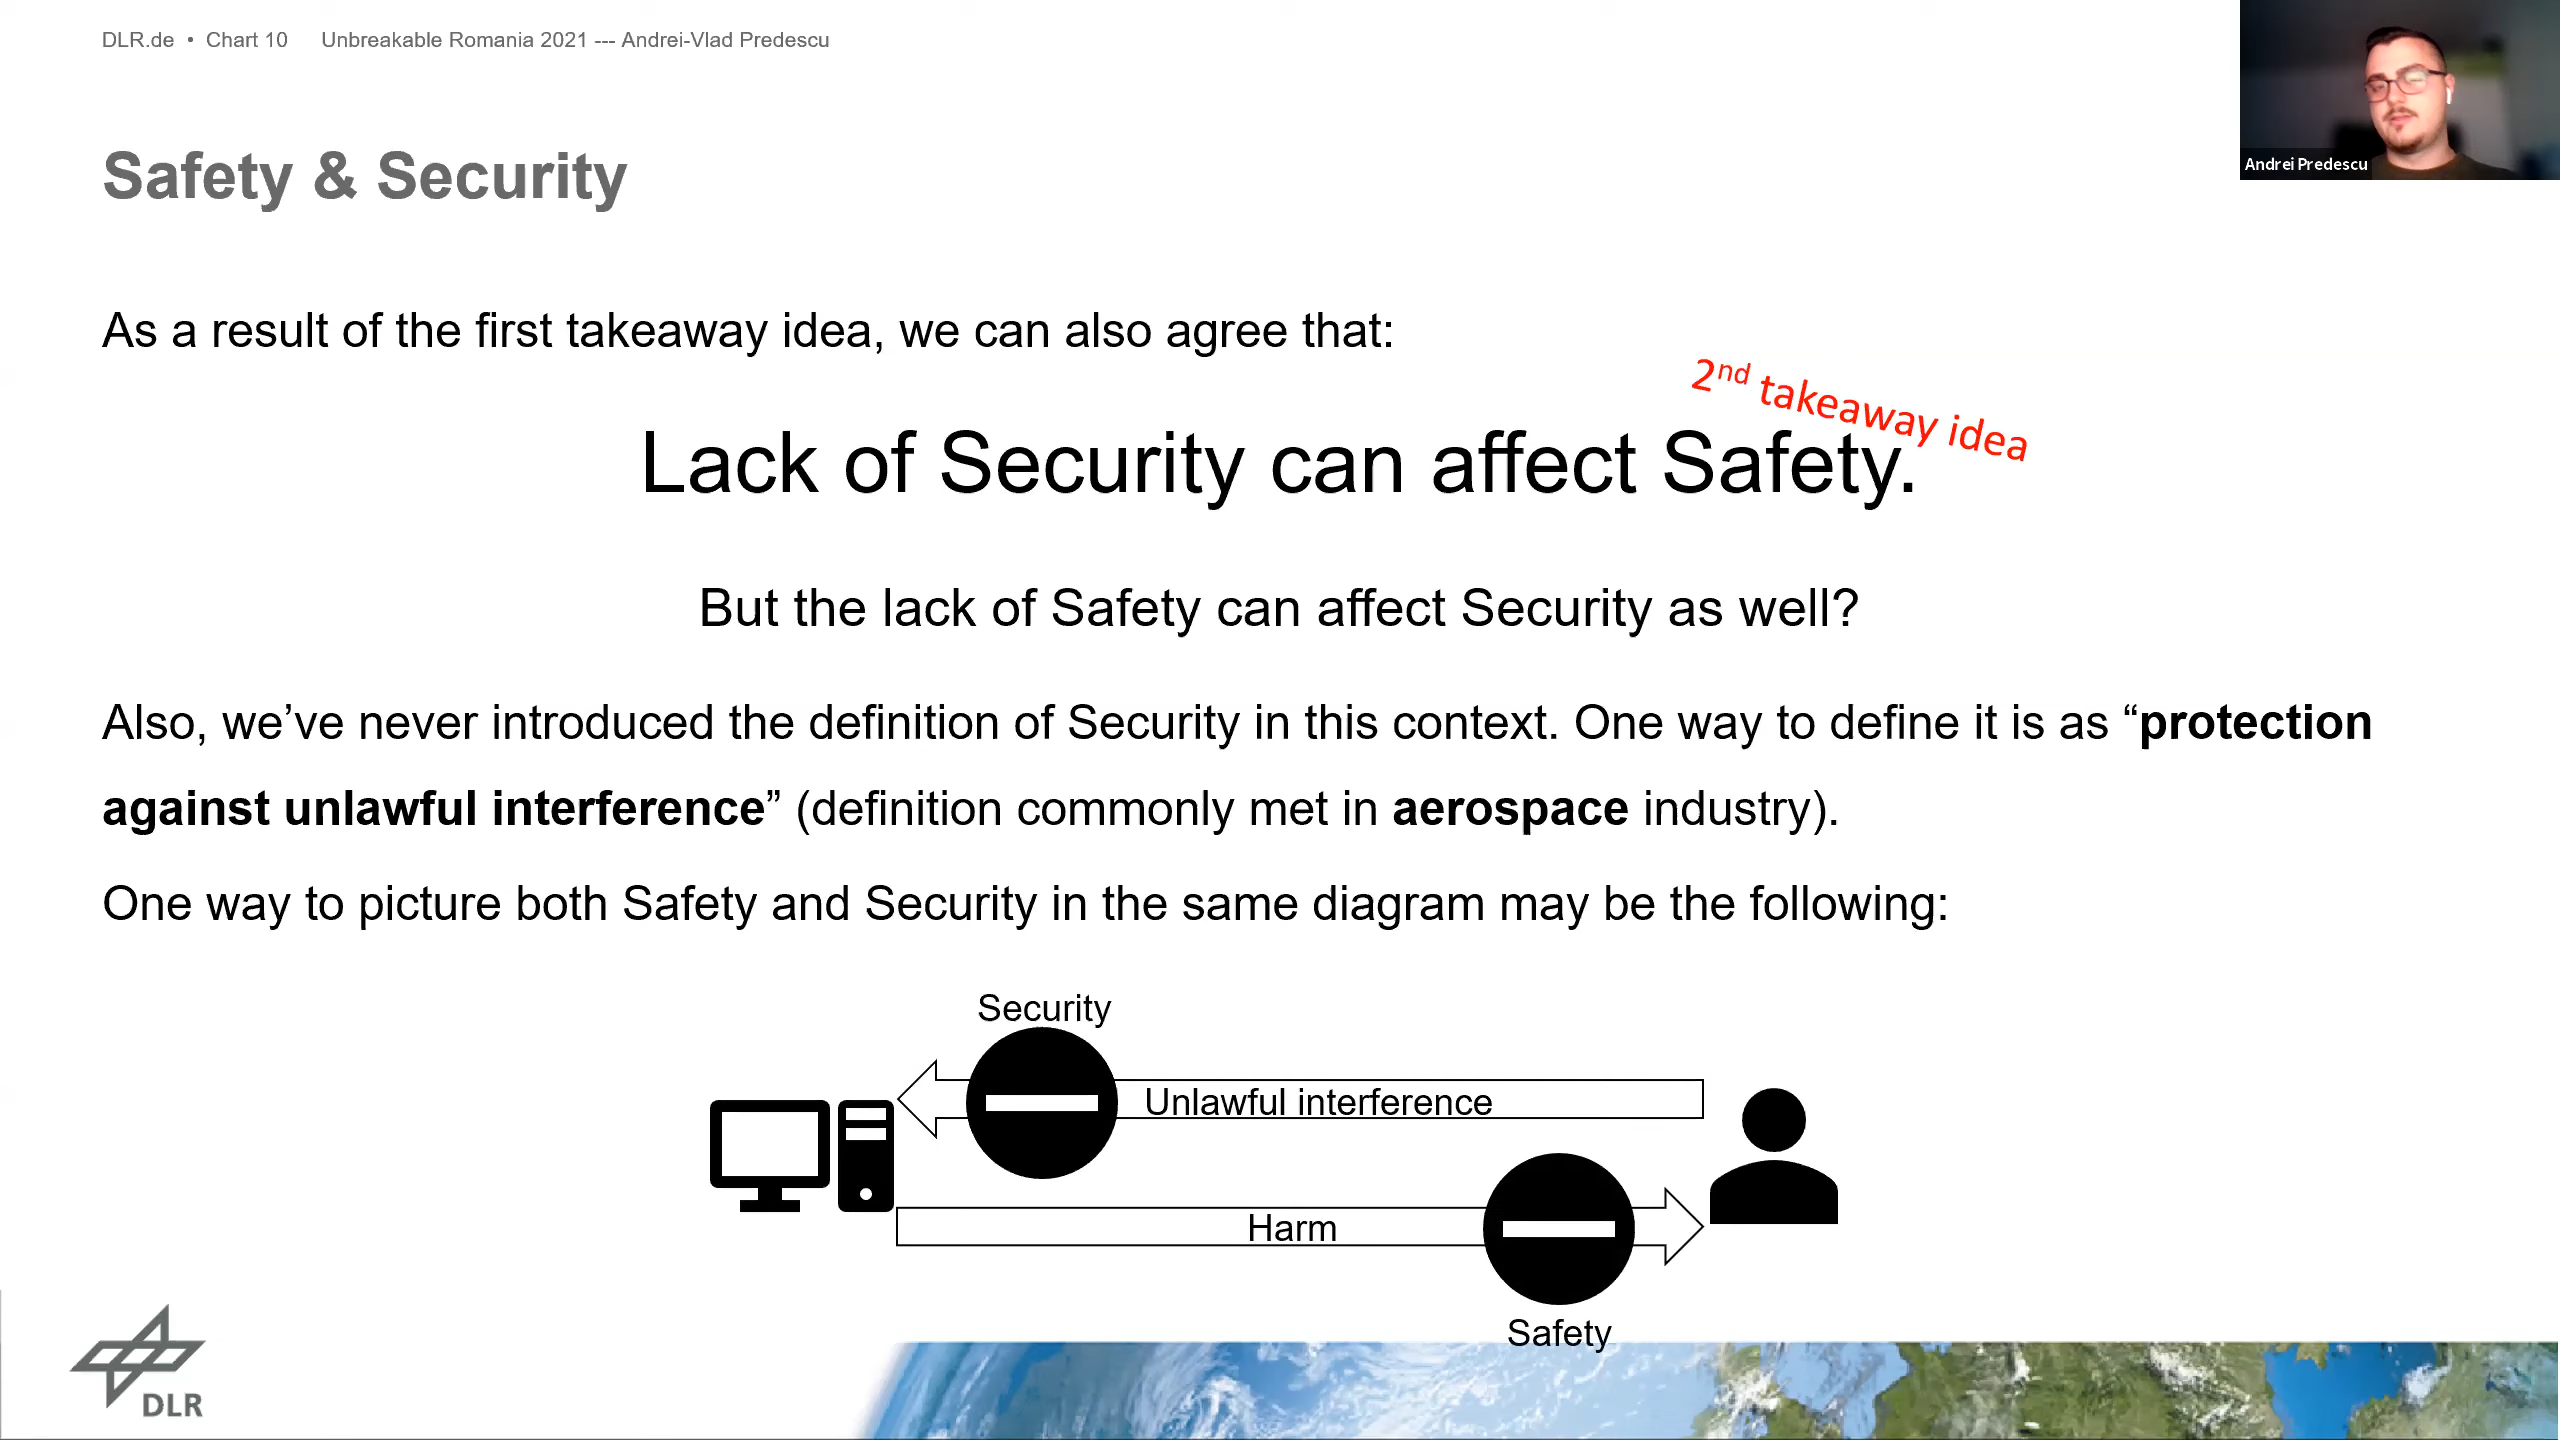 DLR.de • Chart 10 Unbreakable Romania 2021 --- Andrei-Vlad Predescu
Andrei Predescu
Safety & Security
As a result of the first takeaway idea, we can also agree that:
2nd takeaway idea
Lack of Security can affect Safety.
But the lack of Safety can affect Security as well?
Also, we’ve never introduced the definition of Security in this context. One way to define it is as “protection
against unlawful interference” (definition commonly met in aerospace industry).
One way to picture both Safety and Security in the same diagram may be the following:
Security
Unlawful interference
Harm
Safety
DLR